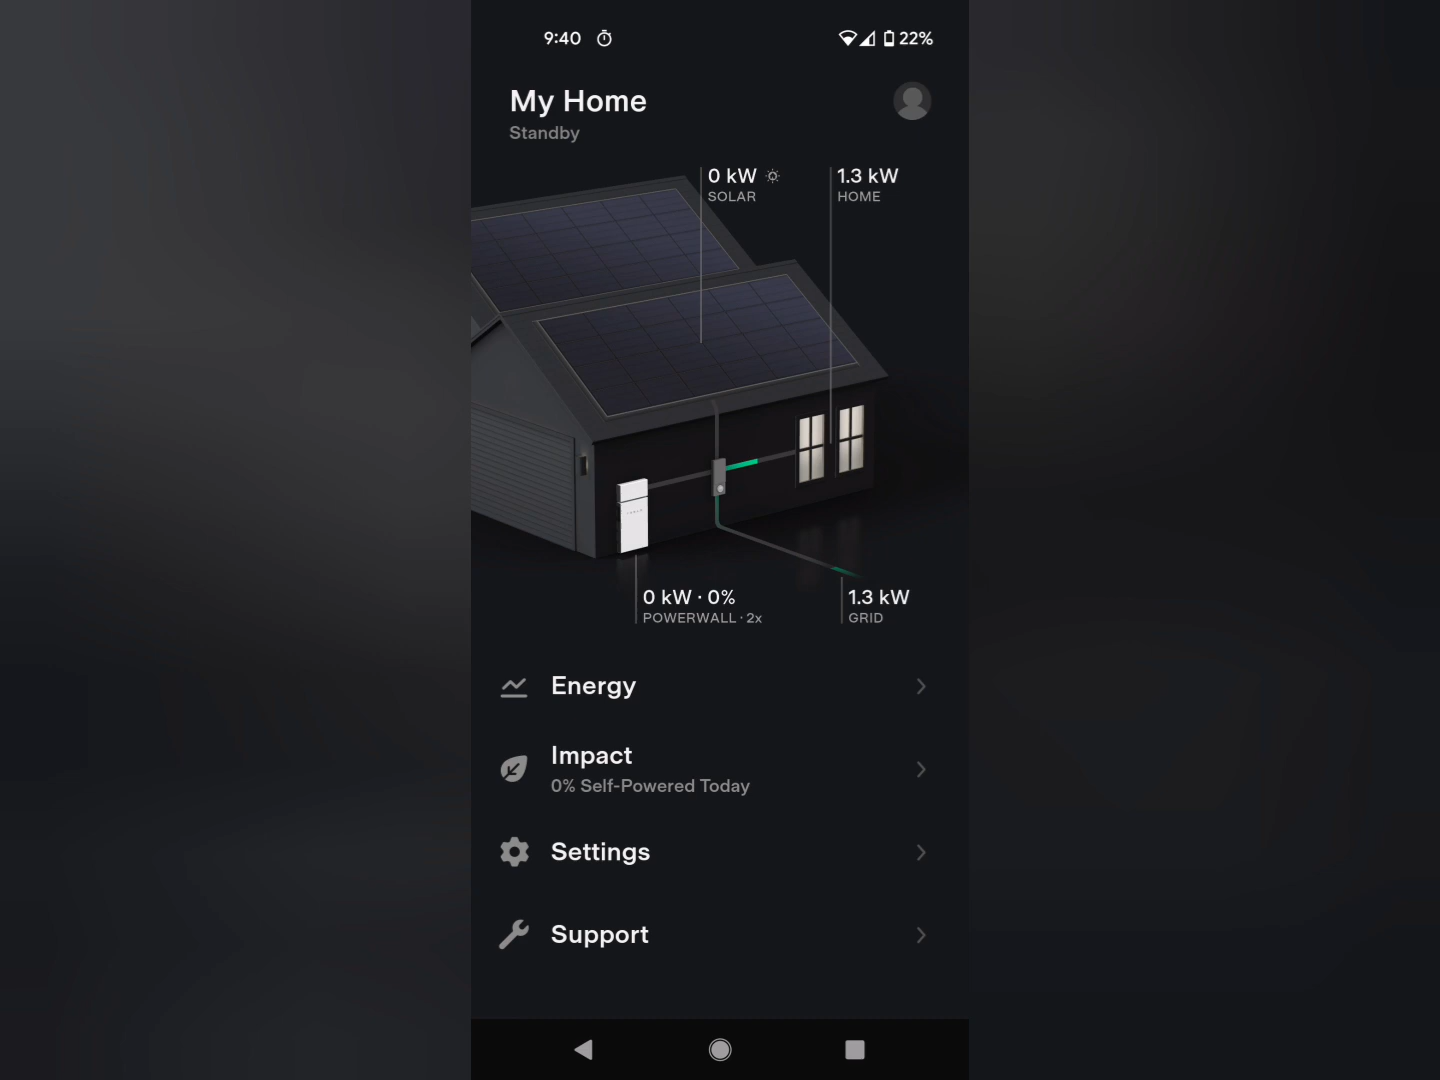 9:40
22%
My Home
Standby
0 kW
SOLAR
1.3 kW
HOME
0 kW · 0%
POWERWALL · 2x
1.3 kW
GRID
Energy
Impact
0% Self-Powered Today
Settings
Support